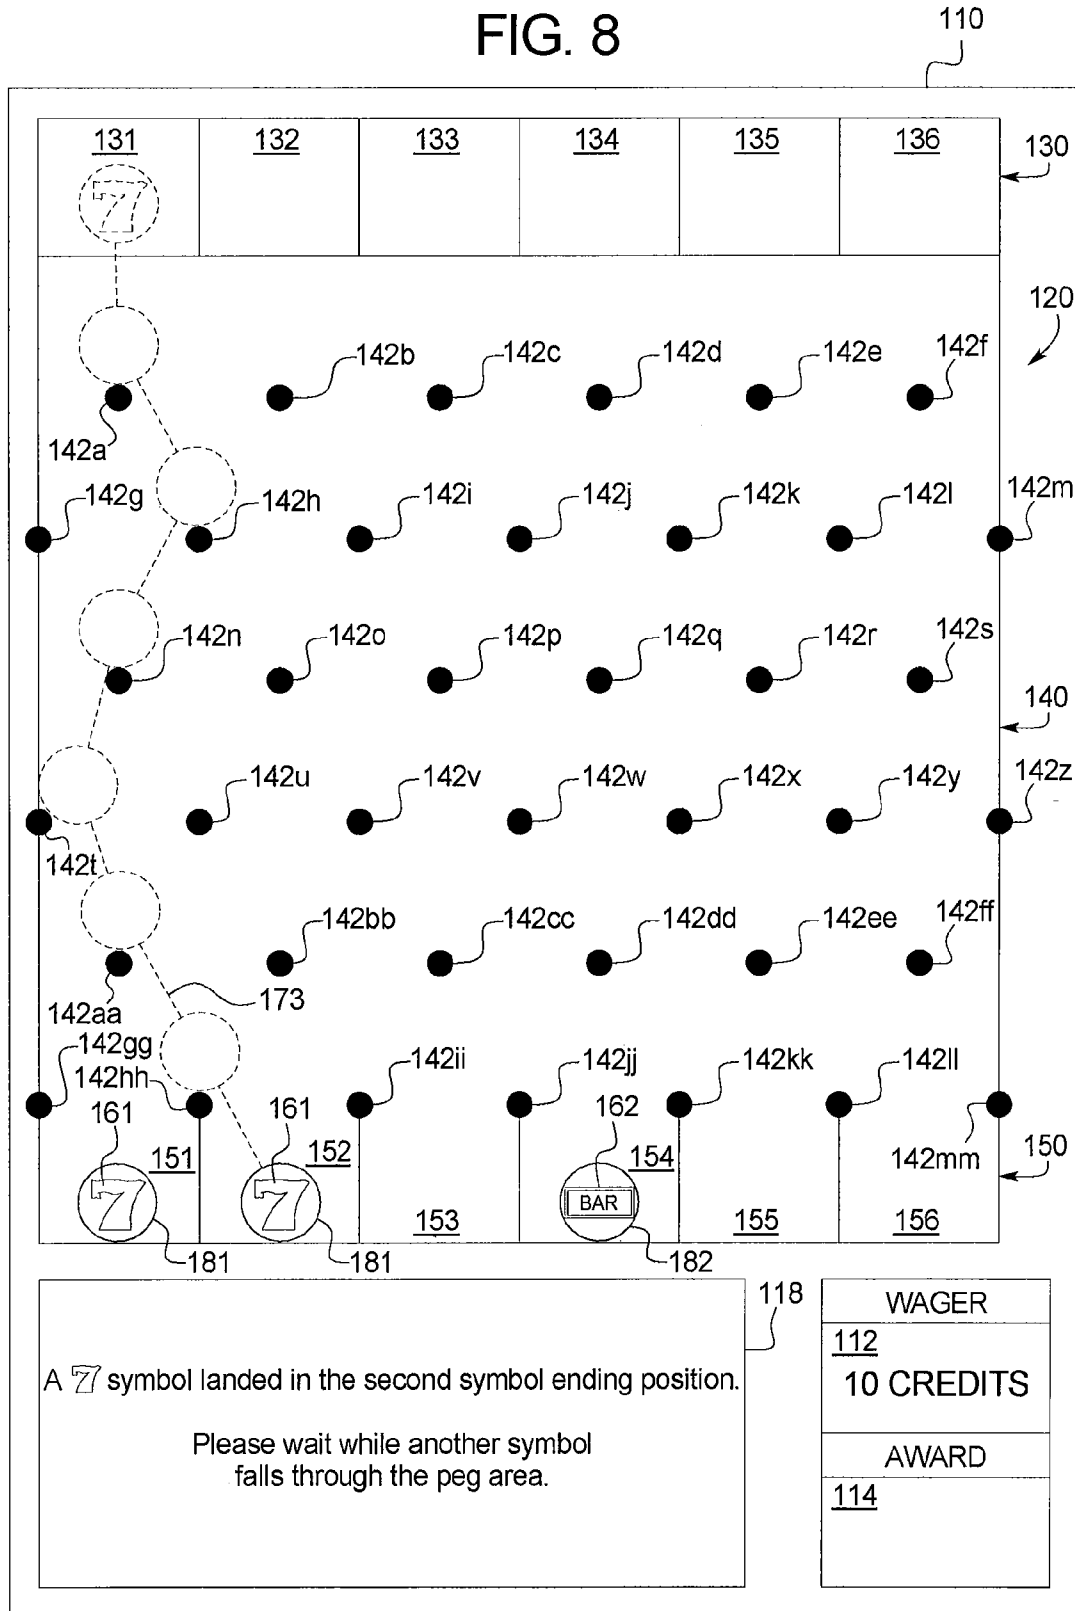 FIG. 8
110
131 132 133 134 135 136
130
7
120
142b 142c 142d 142e 142f
142a
142g 142h 142i 142j 142k 142l 142m
142n 142o 142p 142q 142r 142s
140
142u 142v 142w 142x 142y 142z
142t
142bb 142cc 142dd 142ee 142ff
142aa 173
142gg
142hh 142ii 142jj 142kk 142ll
161 161 162 142mm
151 152 154 150
7 7 BAR
153 155 156
181 181 182
118
WAGER
112
10 CREDITS
A 7 symbol landed in the second symbol ending position.
Please wait while another symbol
falls through the peg area.
AWARD
114